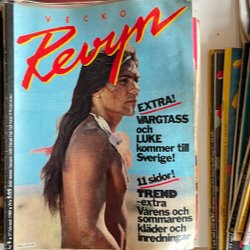 VECKO
Revyn
EXTRA!
VARGTASS
och
LUKE
kommer till
Sverige!
11 sidor!
TREND
-extra
Vårens och
sommarens
kläder och
inredningar